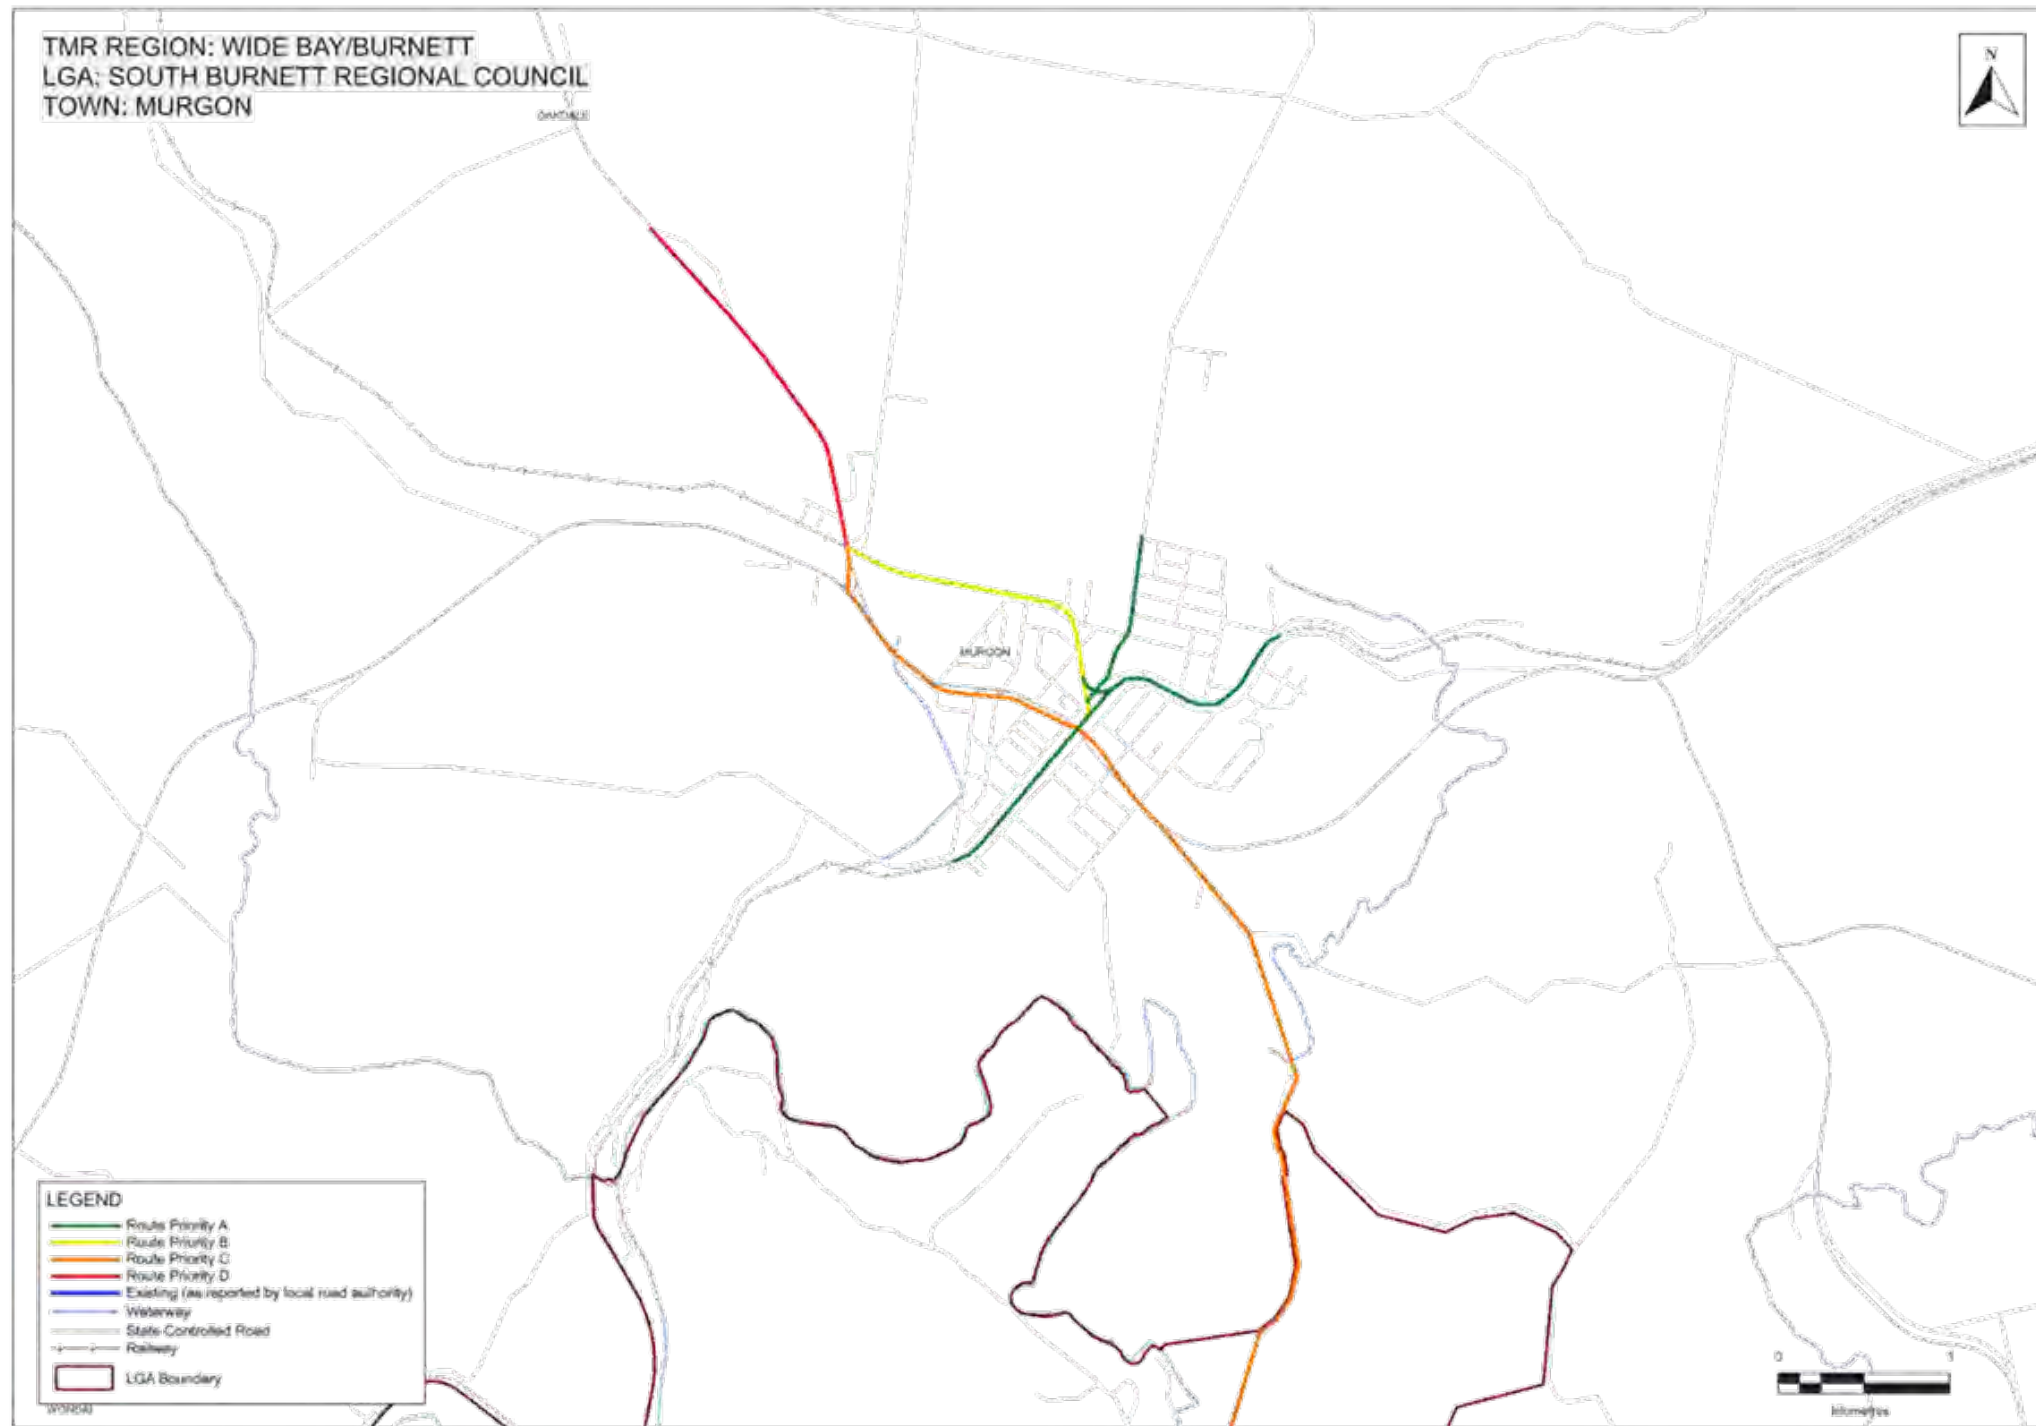 TMR REGION: WIDE BAY/BURNETT
LGA: SOUTH BURNETT REGIONAL COUNCIL
TOWN: MURGON
N
OAKDALE
MURGON
LEGEND
Route Priority A
Route Priority B
Route Priority C
Route Priority D
Existing (as reported by local road authority)
Waterway
State Controlled Road
Railway
LGA Boundary
WONDAI
0 1
kilometres